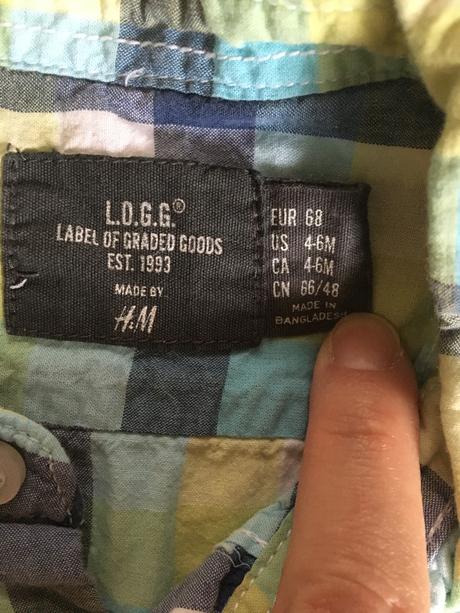 L.O.G.G.®
LABEL OF GRADED GOODS
EST. 1993
MADE BY
H&M
EUR 68
US 4-6M
CA 4-6M
CN 66/48
MADE IN
BANGLADESH